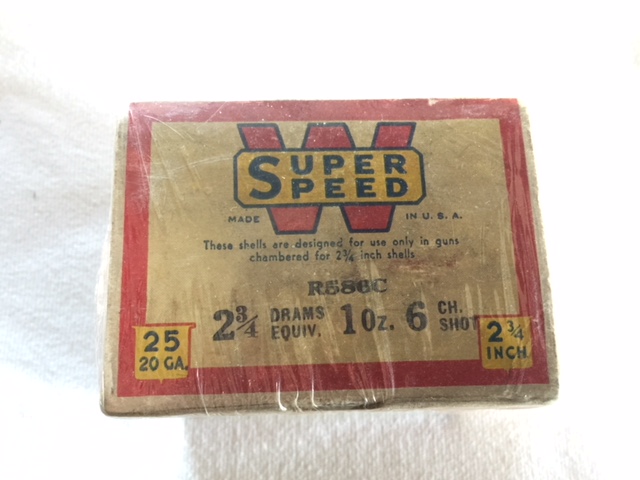 W
SUPER
SPEED
MADE IN U. S. A.
These shells are designed for use only in guns
chambered for 2¾ inch shells
R586C
2¾ DRAMS EQUIV. 1 OZ. 6 CH. SHOT
25
20 GA.
2¾
INCH